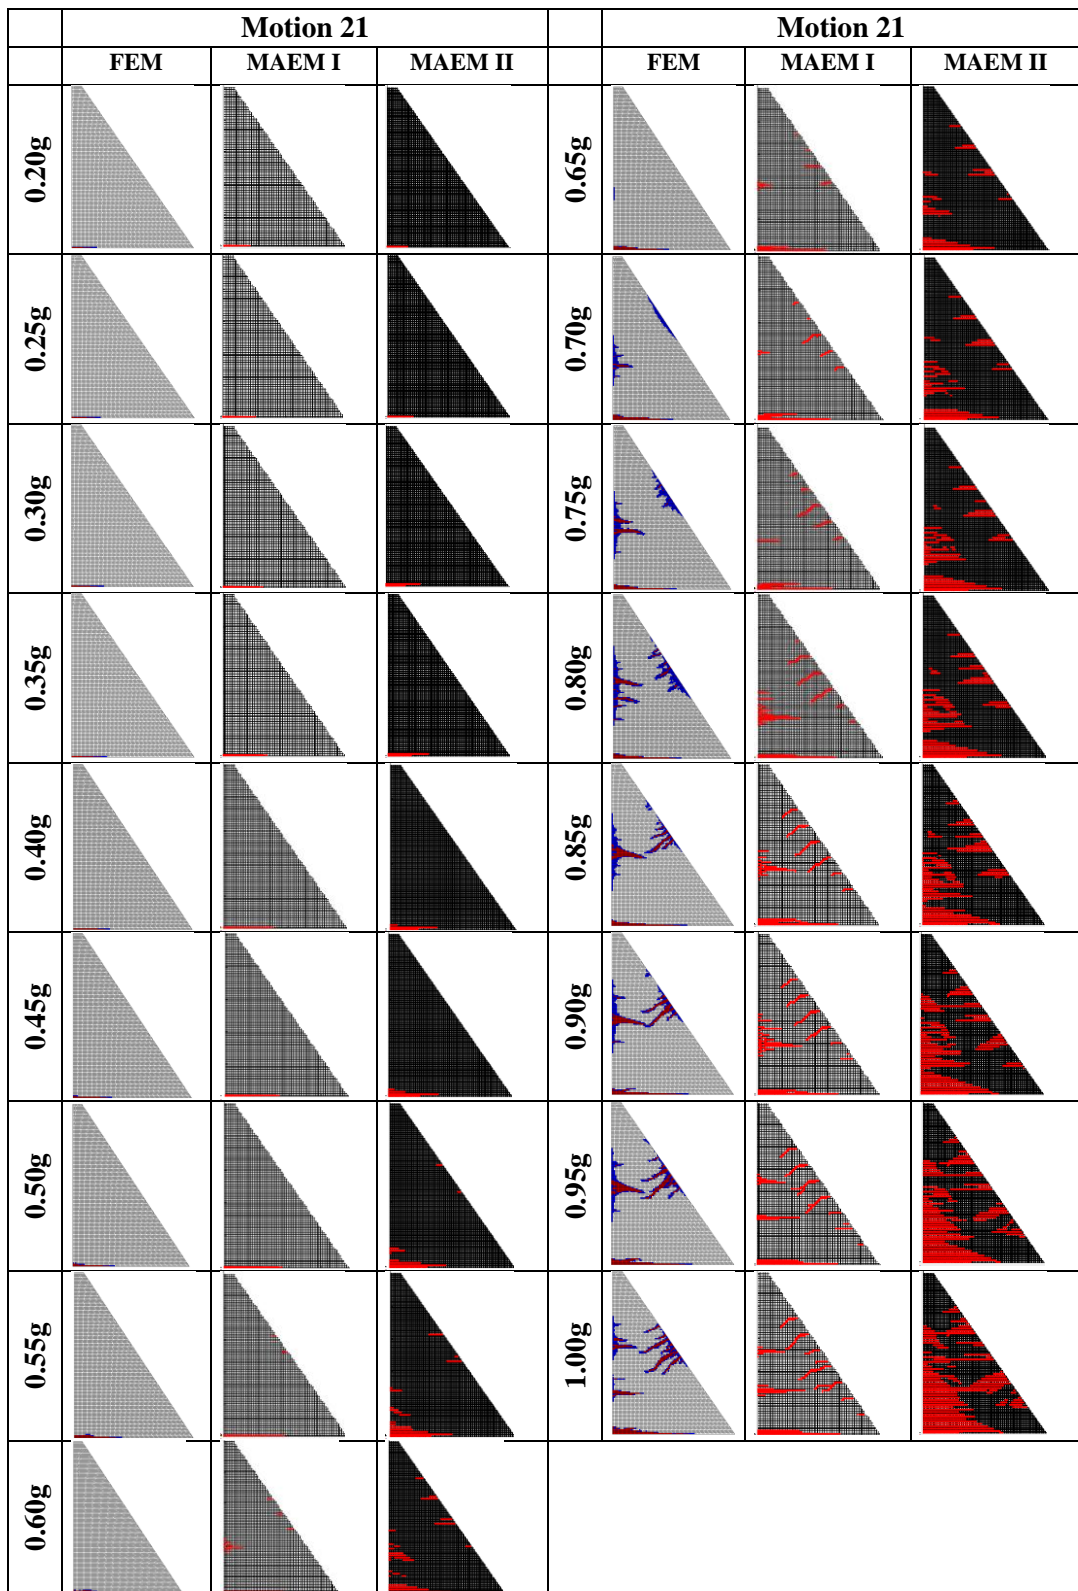 Motion 21 Motion 21
FEM MAEM I MAEM II FEM MAEM I MAEM II
0.20g 0.65g
0.25g 0.70g
0.30g 0.75g
0.35g 0.80g
0.40g 0.85g
0.45g 0.90g
0.50g 0.95g
0.55g 1.00g
0.60g